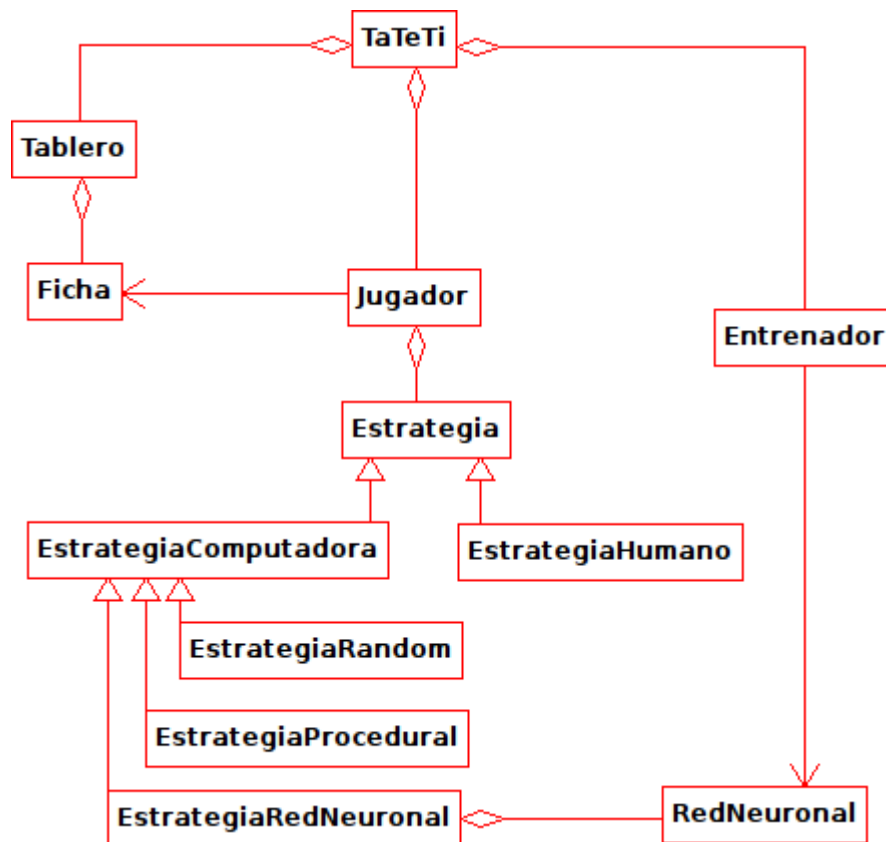 TaTeTi
Tablero
Ficha
Jugador
Entrenador
Estrategia
EstrategiaComputadora
EstrategiaHumano
EstrategiaRandom
EstrategiaProcedural
EstrategiaRedNeuronal
RedNeuronal